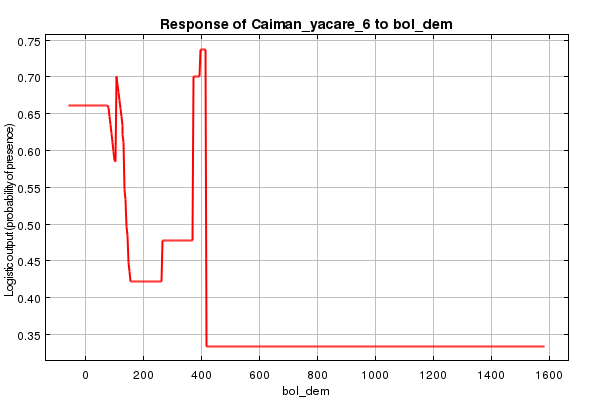 Response of Caiman_yacare_6 to bol_dem
Logistic output (probability of presence)
0.75
0.70
0.65
0.60
0.55
0.50
0.45
0.40
0.35
0 200 400 600 800 1000 1200 1400 1600
bol_dem